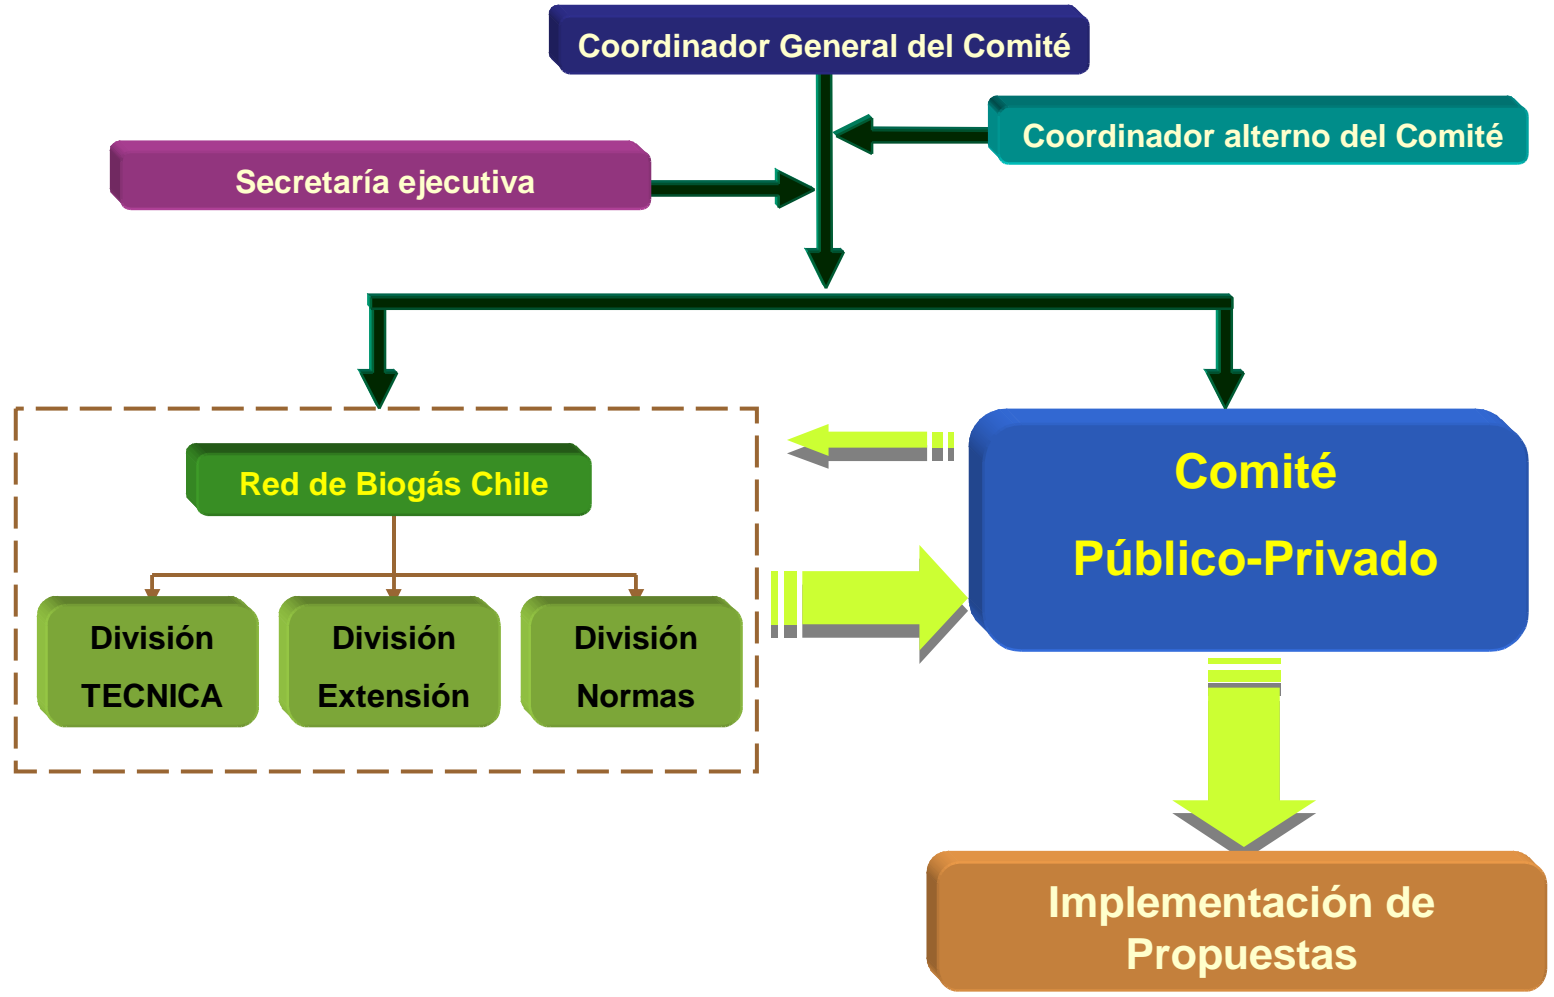 Coordinador General del Comité
Coordinador alterno del Comité
Secretaría ejecutiva
Red de Biogás Chile
División
TECNICA
División
Extensión
División
Normas
Comité
Público-Privado
Implementación de
Propuestas